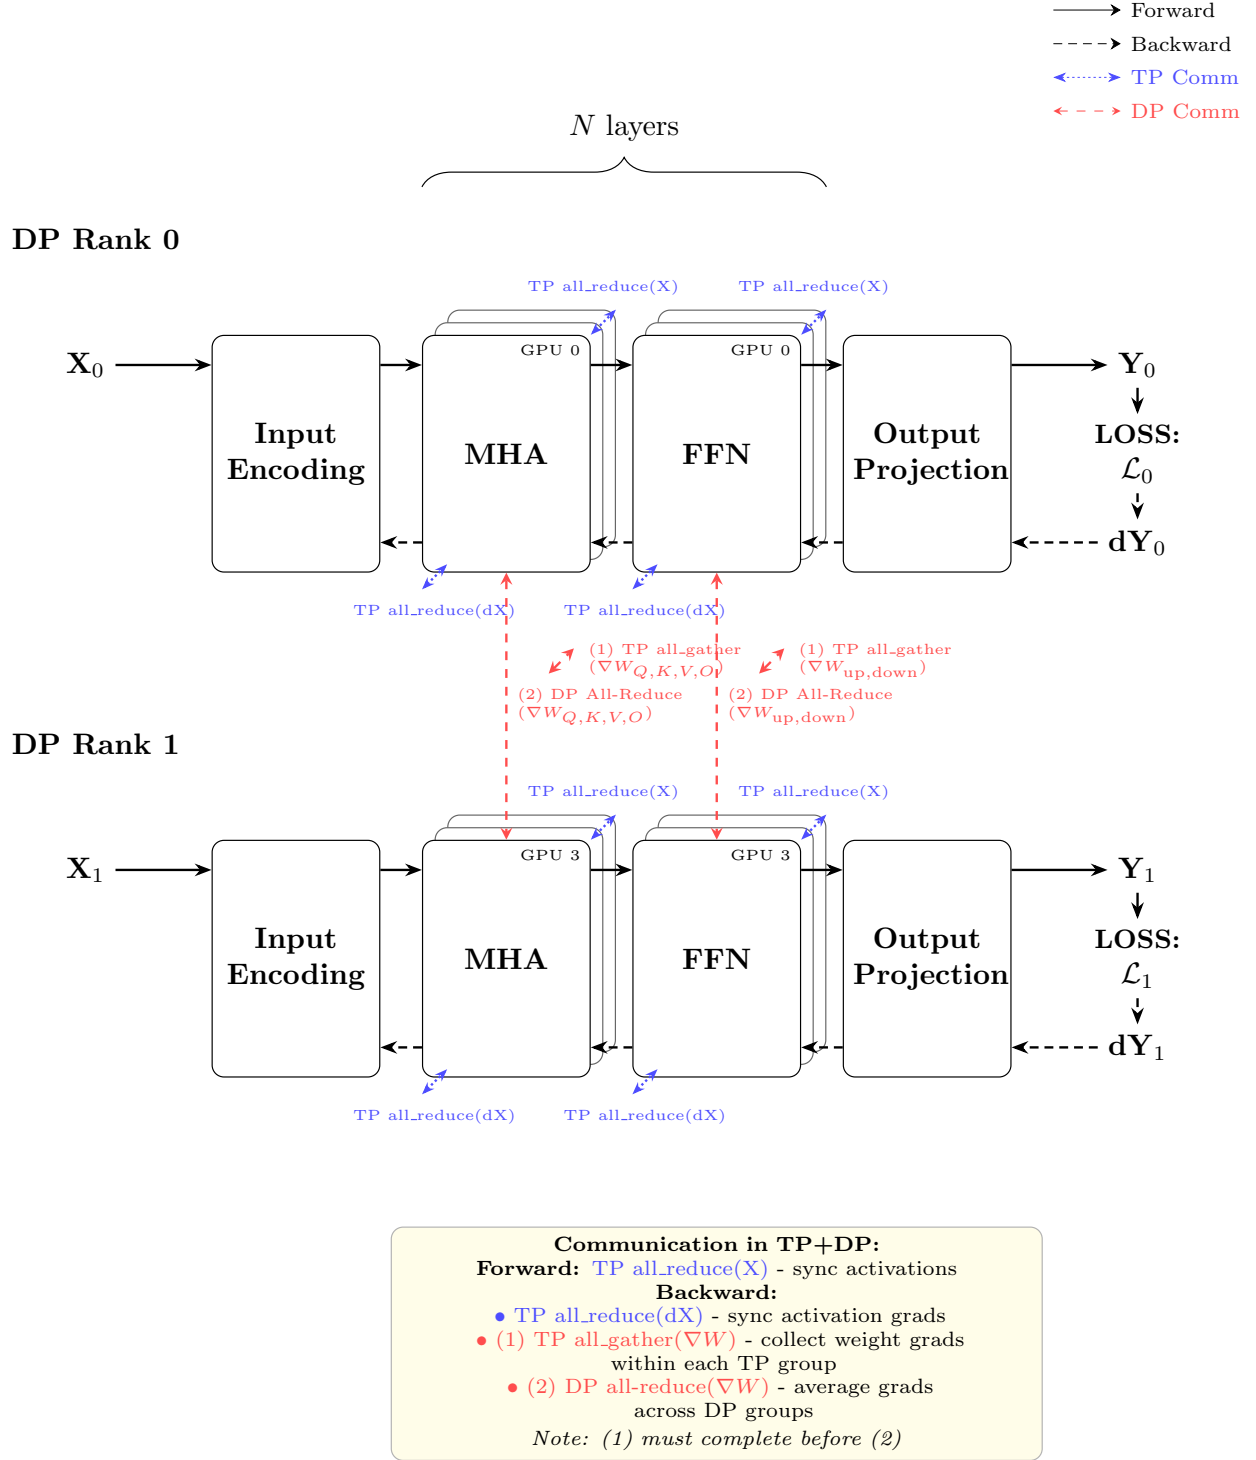 Forward
Backward
TP Comm
DP Comm
N layers
DP Rank 0
TP all_reduce(X)
TP all_reduce(X)
GPU 0
GPU 0
X₀
Y₀
Input
Encoding
MHA
FFN
Output
Projection
LOSS:
ℒ₀
dY₀
TP all_reduce(dX)
TP all_reduce(dX)
(1) TP all_gather
(∇W_{Q,K,V,O})
(1) TP all_gather
(∇W_{up,down})
(2) DP All-Reduce
(∇W_{Q,K,V,O})
(2) DP All-Reduce
(∇W_{up,down})
DP Rank 1
TP all_reduce(X)
TP all_reduce(X)
GPU 3
GPU 3
X₁
Y₁
Input
Encoding
MHA
FFN
Output
Projection
LOSS:
ℒ₁
dY₁
TP all_reduce(dX)
TP all_reduce(dX)
Communication in TP+DP:
Forward: TP all_reduce(X) - sync activations
Backward:
• TP all_reduce(dX) - sync activation grads
• (1) TP all_gather(∇W) - collect weight grads
within each TP group
• (2) DP all-reduce(∇W) - average grads
across DP groups
Note: (1) must complete before (2)